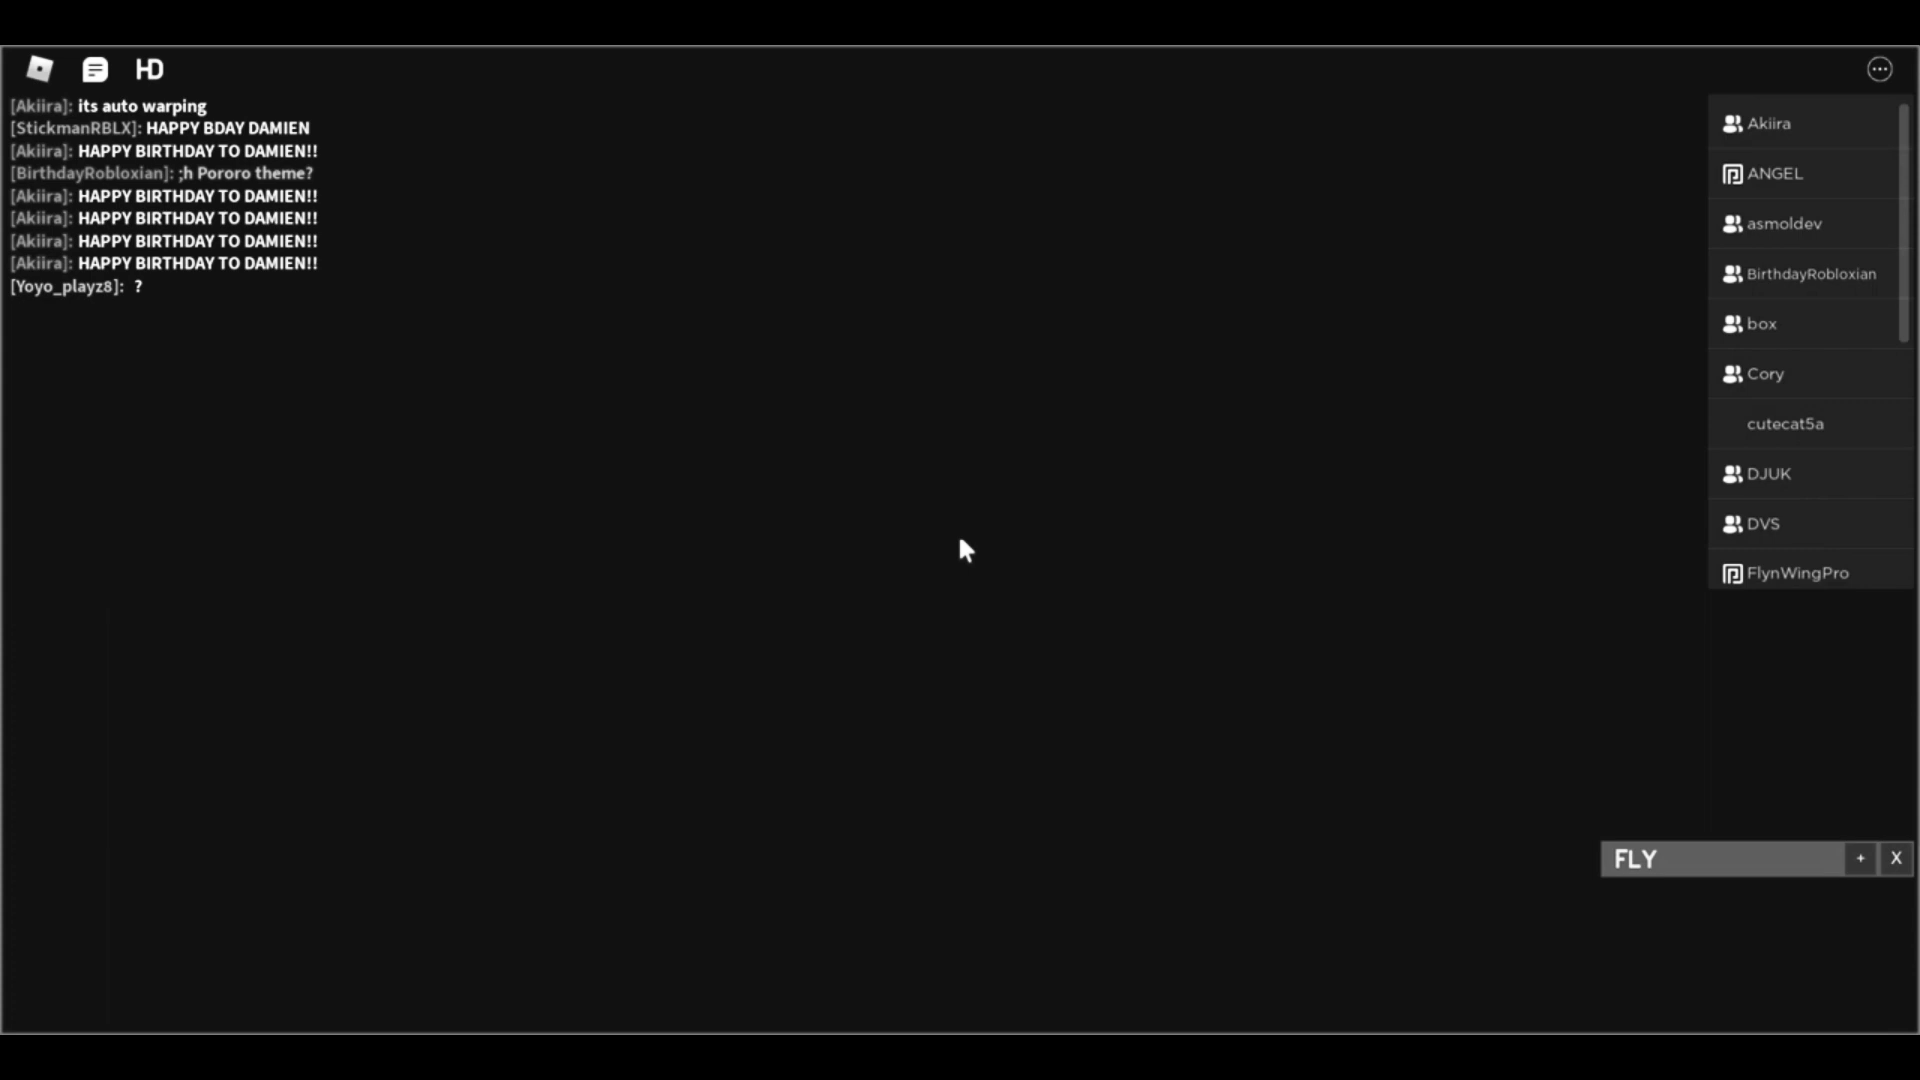 HD
[Akiira]: its auto warping
[StickmanRBLX]: HAPPY BDAY DAMIEN
[Akiira]: HAPPY BIRTHDAY TO DAMIEN!!
[BirthdayRobloxian]: ;h Pororo theme?
[Akiira]: HAPPY BIRTHDAY TO DAMIEN!!
[Akiira]: HAPPY BIRTHDAY TO DAMIEN!!
[Akiira]: HAPPY BIRTHDAY TO DAMIEN!!
[Akiira]: HAPPY BIRTHDAY TO DAMIEN!!
[Yoyo_playz8]: ?
Akiira
ANGEL
asmoldev
BirthdayRobloxian
box
Cory
cutecat5a
DJUK
DVS
FlynWingPro
FLY + X